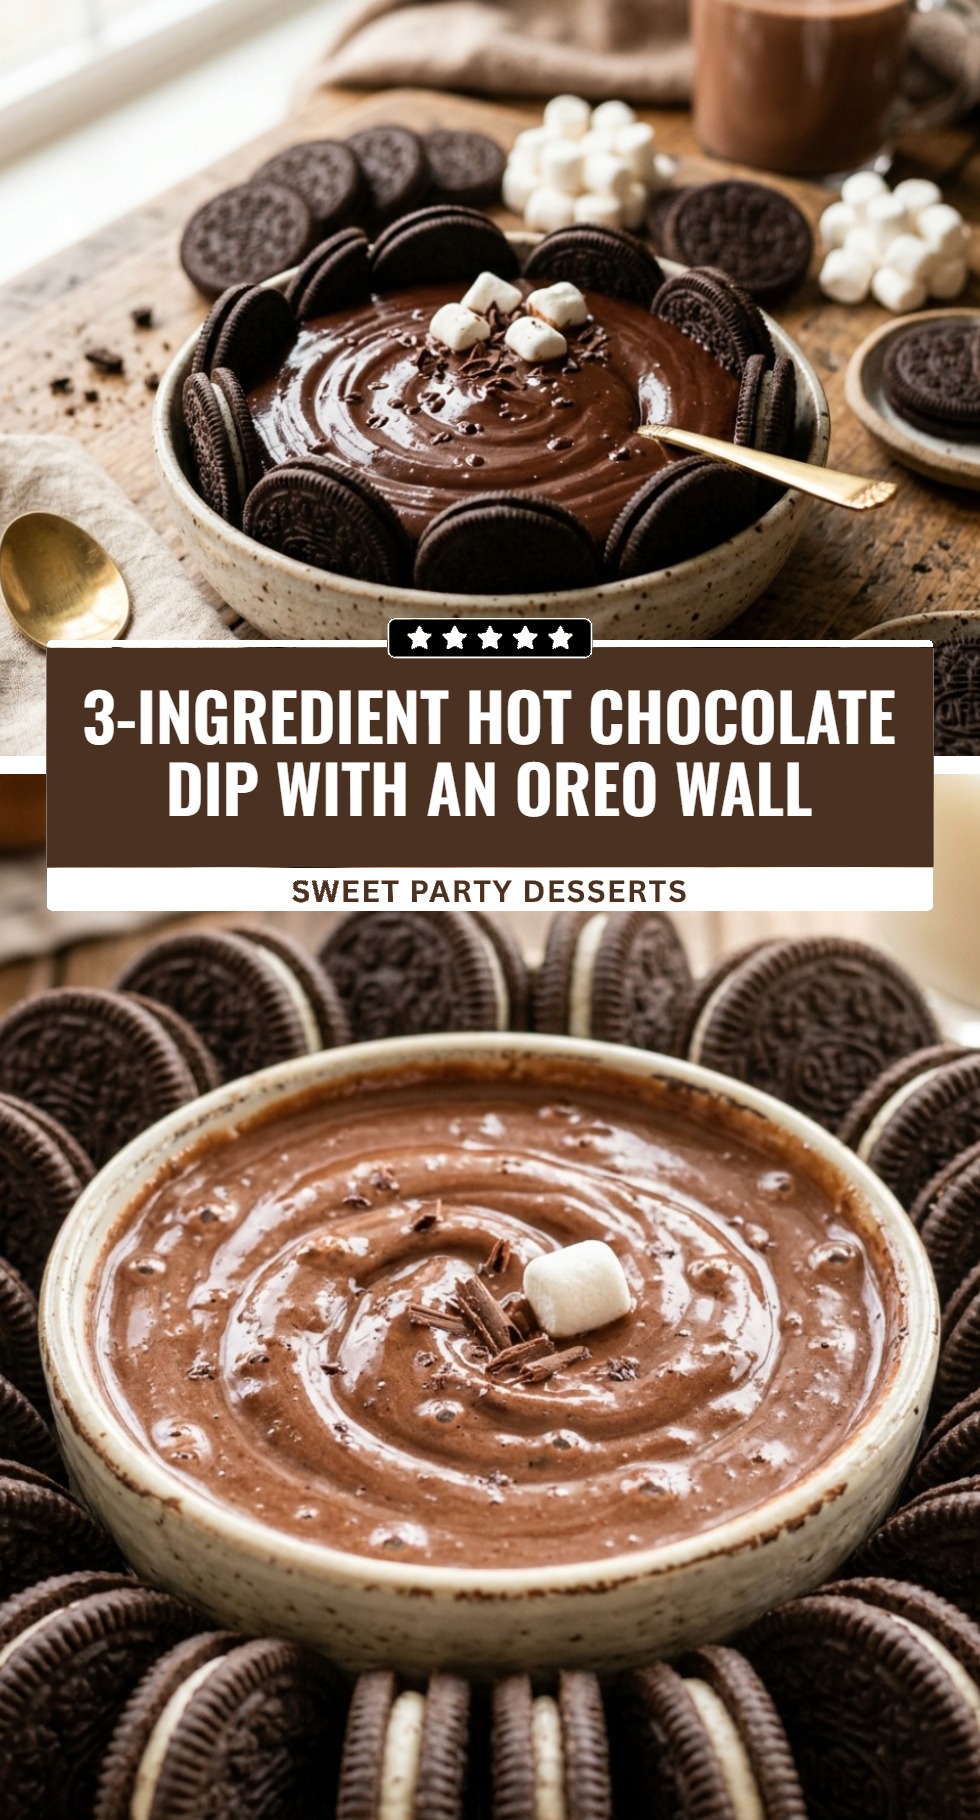 3-INGREDIENT HOT CHOCOLATE
DIP WITH AN OREO WALL
SWEET PARTY DESSERTS